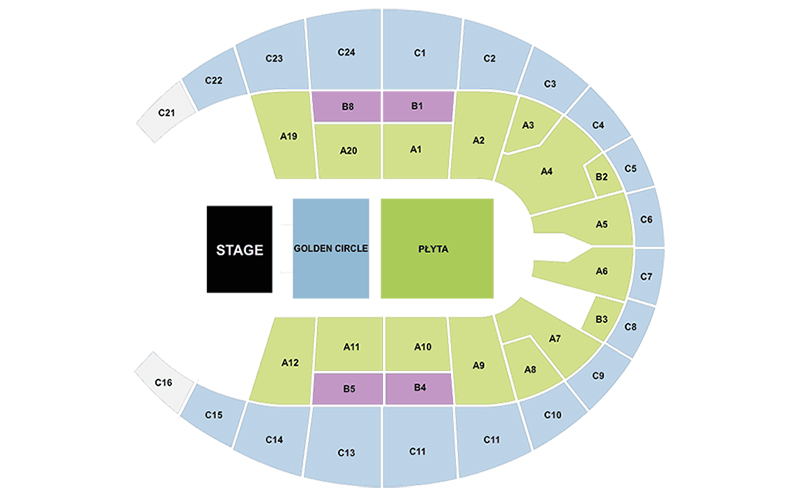 C24
C1
C23
C2
C22
C3
C21
B8
B1
A3
C4
A19
A20
A1
A2
A4
B2
C5
A5
C6
STAGE
GOLDEN CIRCLE
PŁYTA
A6
C7
B3
C8
A12
A11
A10
A9
A7
A8
C16
B5
B4
C9
C15
C10
C14
C13
C11
C11